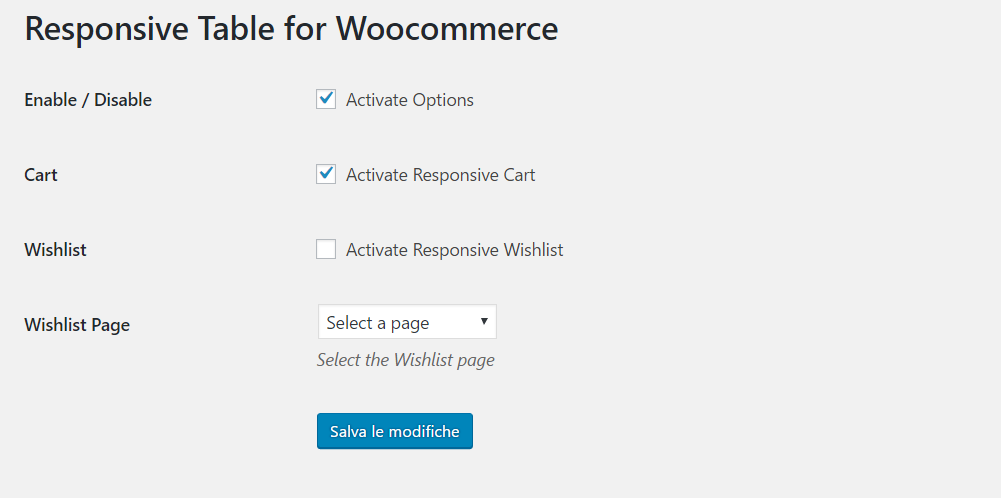 Responsive Table for Woocommerce
Enable / Disable Activate Options
Cart Activate Responsive Cart
Wishlist Activate Responsive Wishlist
Wishlist Page Select a page
Select the Wishlist page
Salva le modifiche